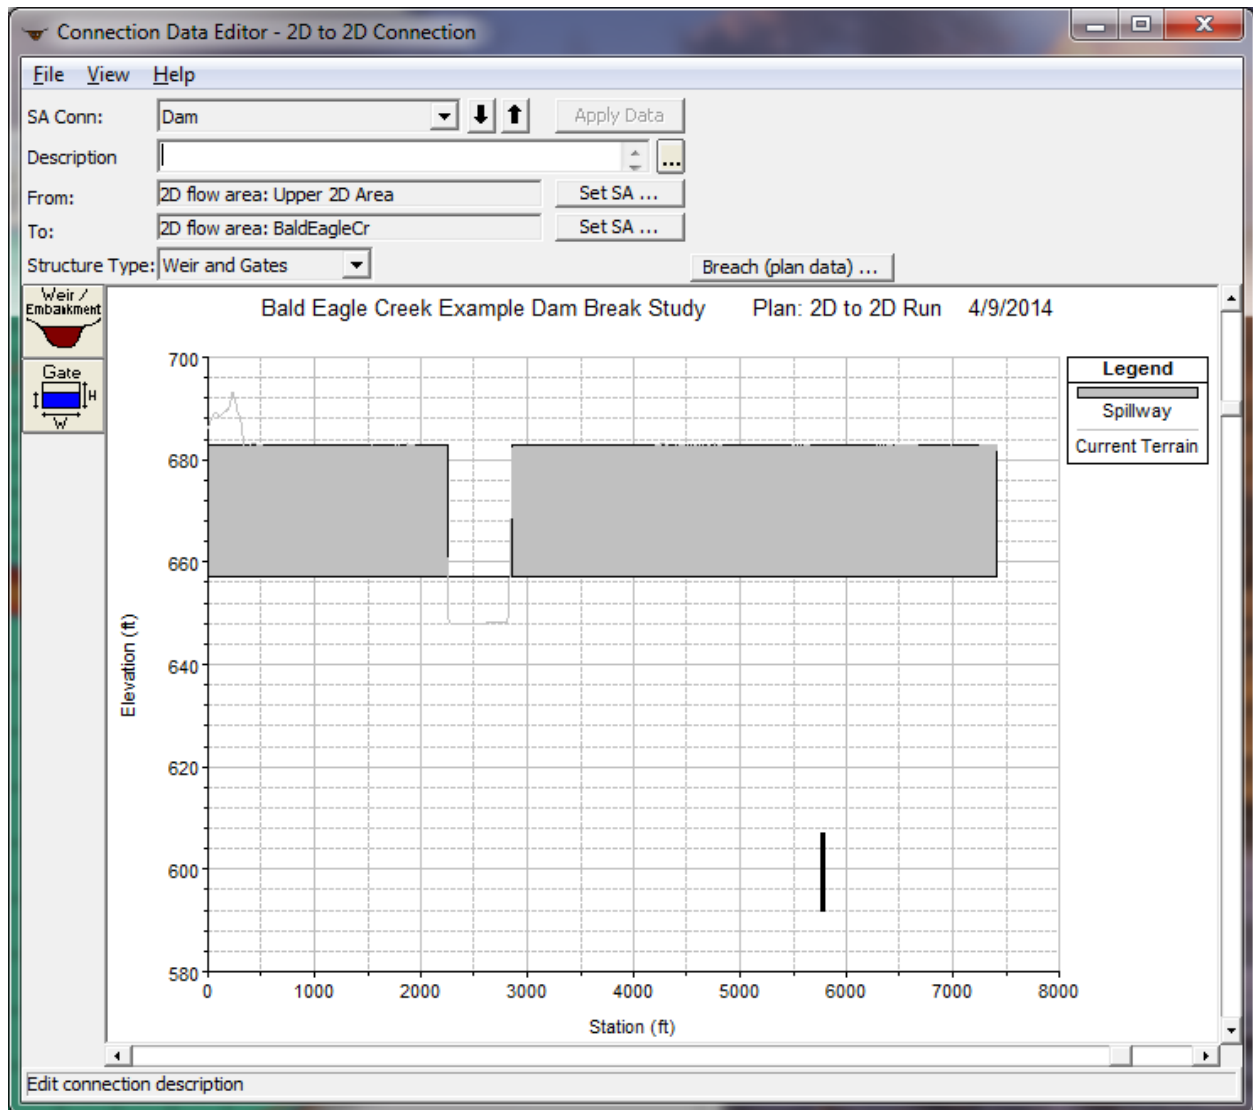 Connection Data Editor - 2D to 2D Connection
File View Help
SA Conn: Dam Apply Data
Description ...
From: 2D flow area: Upper 2D Area Set SA ...
To: 2D flow area: BaldEagleCr Set SA ...
Structure Type: Weir and Gates Breach (plan data) ...
Weir / Embankment
Gate
H
W
Bald Eagle Creek Example Dam Break Study Plan: 2D to 2D Run 4/9/2014
Legend
Spillway
Current Terrain
Elevation (ft)
700
680
660
640
620
600
580
0 1000 2000 3000 4000 5000 6000 7000 8000
Station (ft)
Edit connection description